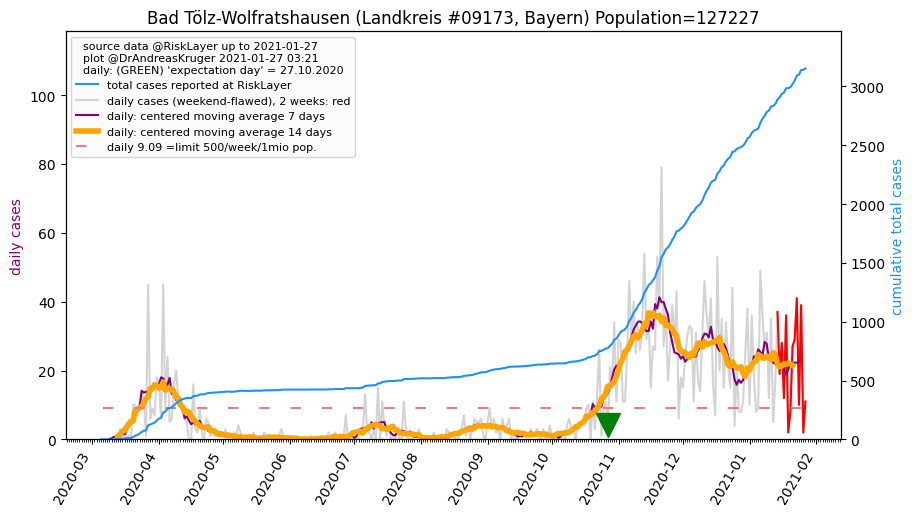 Bad Tölz-Wolfratshausen (Landkreis #09173, Bayern) Population=127227
source data @RiskLayer up to 2021-01-27
plot @DrAndreasKruger 2021-01-27 03:21
daily: (GREEN) 'expectation day' = 27.10.2020
total cases reported at RiskLayer
daily cases (weekend-flawed), 2 weeks: red
daily: centered moving average 7 days
daily: centered moving average 14 days
daily 9.09 =limit 500/week/1mio pop.
daily cases
0
20
40
60
80
100
cumulative total cases
0
500
1000
1500
2000
2500
3000
2020-03
2020-04
2020-05
2020-06
2020-07
2020-08
2020-09
2020-10
2020-11
2020-12
2021-01
2021-02